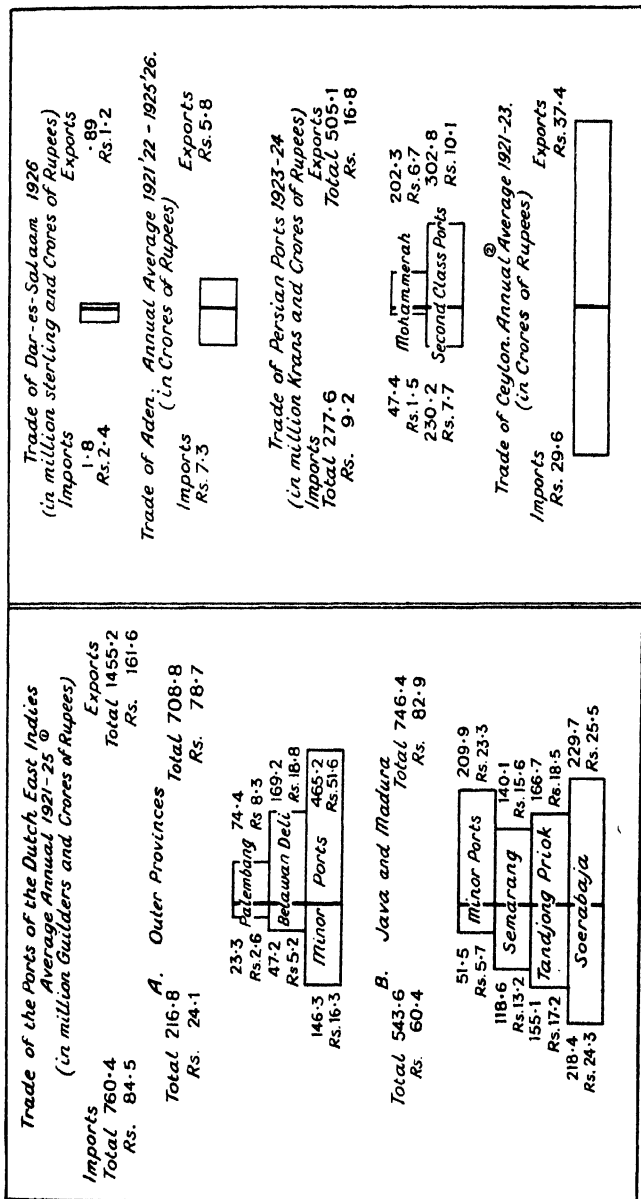 Trade of the Ports of the Dutch East Indies
Average Annual 1921-25 ①
(in million Guilders and Crores of Rupees)
Imports Exports
Total 760·4 Total 1455·2
Rs. 84·5 Rs. 161·6
A. Outer Provinces
Total 216·8 Total 708·8
Rs. 24·1 Rs. 78·7
23·3 Palembang 74·4
Rs.2·6 Rs 8·3
47·2 Belawan Deli 169·2
Rs 5·2 Rs.18·8
146·3 Minor Ports 465·2
Rs.16·3 Rs.51·6
B. Java and Madura
Total 543·6 Total 746·4
Rs. 60·4 Rs. 82·9
51·5 Minor Ports 209·9
Rs.5·7 Rs.23·3
118·6 Semarang 140·1
Rs.13·2 Rs.15·6
155·1 Tandjong Priok 166·7
Rs.17·2 Rs.18·5
218·4 Soerabaja 229·7
Rs.24·3 Rs.25·5
Trade of Dar-es-Salaam 1926
(in million sterling and Crores of Rupees)
Imports Exports
1·8 ·89
Rs.2·4 Rs.1·2
Trade of Aden. Annual Average 1921'22 - 1925'26.
(in Crores of Rupees)
Imports Exports
Rs. 7·3 Rs.5·8
Trade of Persian Ports 1923-24
(in million Krans and Crores of Rupees)
Imports Exports
Total 277·6 Total 505·1
Rs. 9·2 Rs. 16·8
47·4 Mohammerah 202·3
Rs.1·5 Rs.6·7
230·2 Second Class Ports 302·8
Rs.7·7 Rs.10·1
Trade of Ceylon. Annual Average 1921-23. ②
(in Crores of Rupees)
Imports Exports
Rs. 29·6 Rs. 37·4